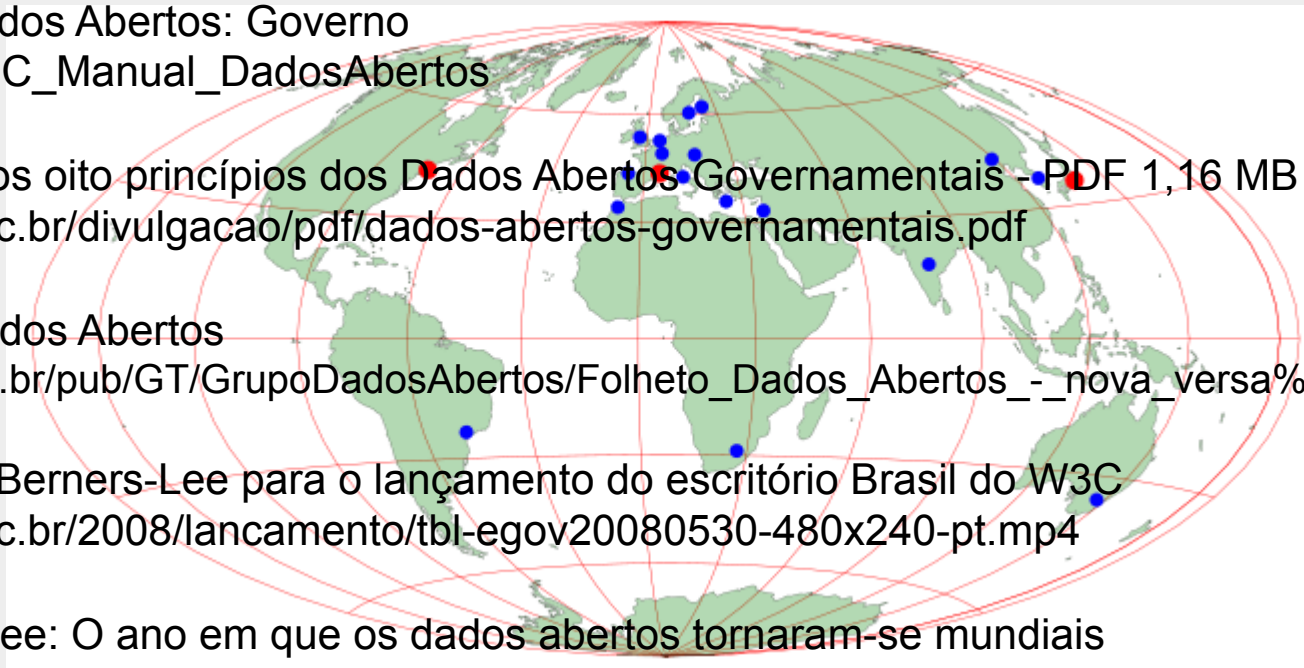 dos Abertos: Governo
C_Manual_DadosAbertos
os oito princípios dos Dados Abertos Governamentais - PDF 1,16 MB
c.br/divulgacao/pdf/dados-abertos-governamentais.pdf
dos Abertos
.br/pub/GT/GrupoDadosAbertos/Folheto_Dados_Abertos_-_nova_versa%
Berners-Lee para o lançamento do escritório Brasil do W3C
c.br/2008/lancamento/tbl-egov20080530-480x240-pt.mp4
ee: O ano em que os dados abertos tornaram-se mundiais